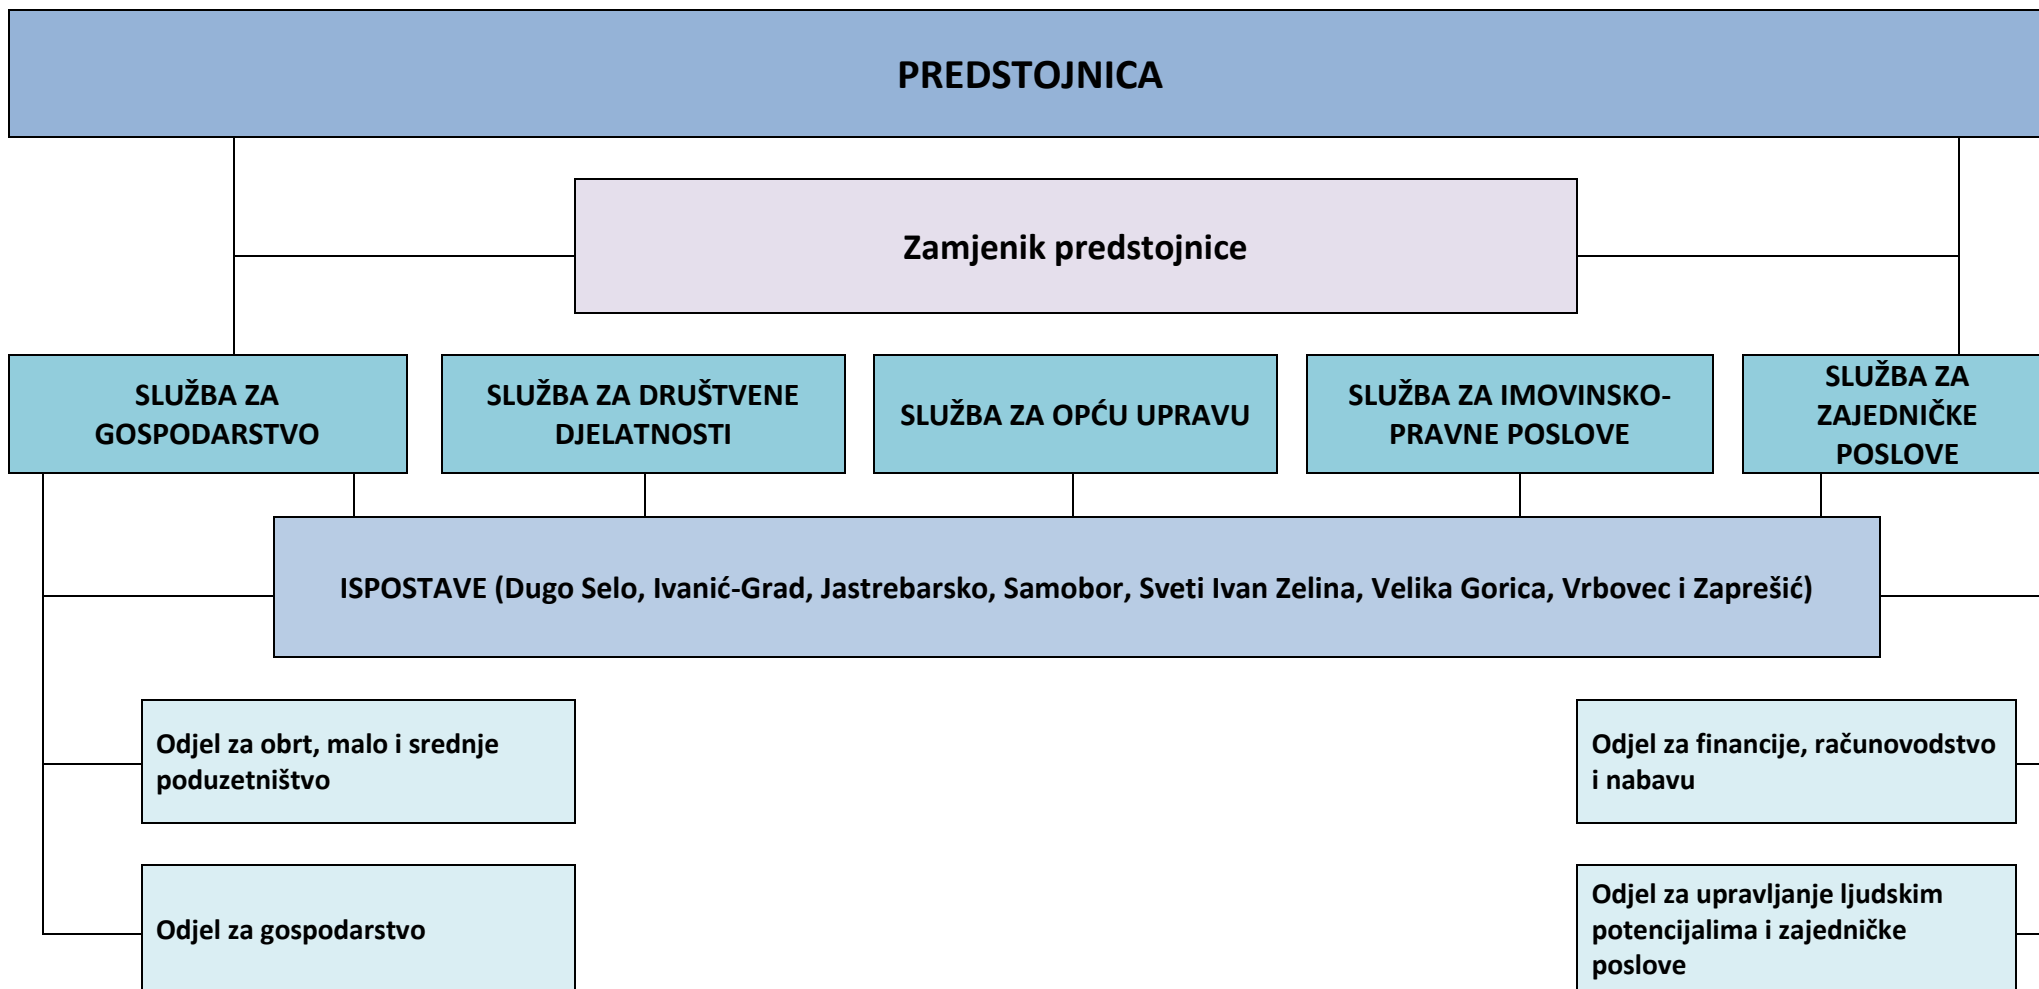 PREDSTOJNICA
Zamjenik predstojnice
SLUŽBA ZA
GOSPODARSTVO
SLUŽBA ZA DRUŠTVENE
DJELATNOSTI
SLUŽBA ZA OPĆU UPRAVU
SLUŽBA ZA IMOVINSKO-
PRAVNE POSLOVE
SLUŽBA ZA
ZAJEDNIČKE
POSLOVE
ISPOSTAVE (Dugo Selo, Ivanić-Grad, Jastrebarsko, Samobor, Sveti Ivan Zelina, Velika Gorica, Vrbovec i Zaprešić)
Odjel za obrt, malo i srednje
poduzetništvo
Odjel za financije, računovodstvo
i nabavu
Odjel za gospodarstvo
Odjel za upravljanje ljudskim
potencijalima i zajedničke
poslove